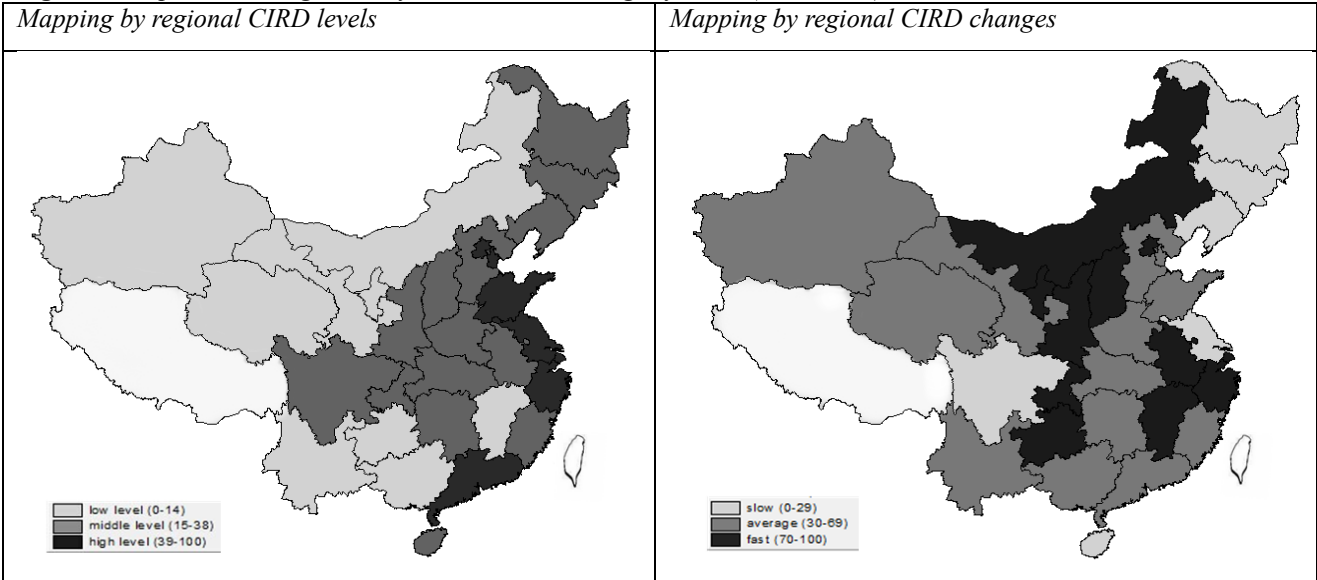 Mapping by regional CIRD levels
Mapping by regional CIRD changes
low level (0-14)
middle level (15-38)
high level (39-100)
slow (0-29)
average (30-69)
fast (70-100)